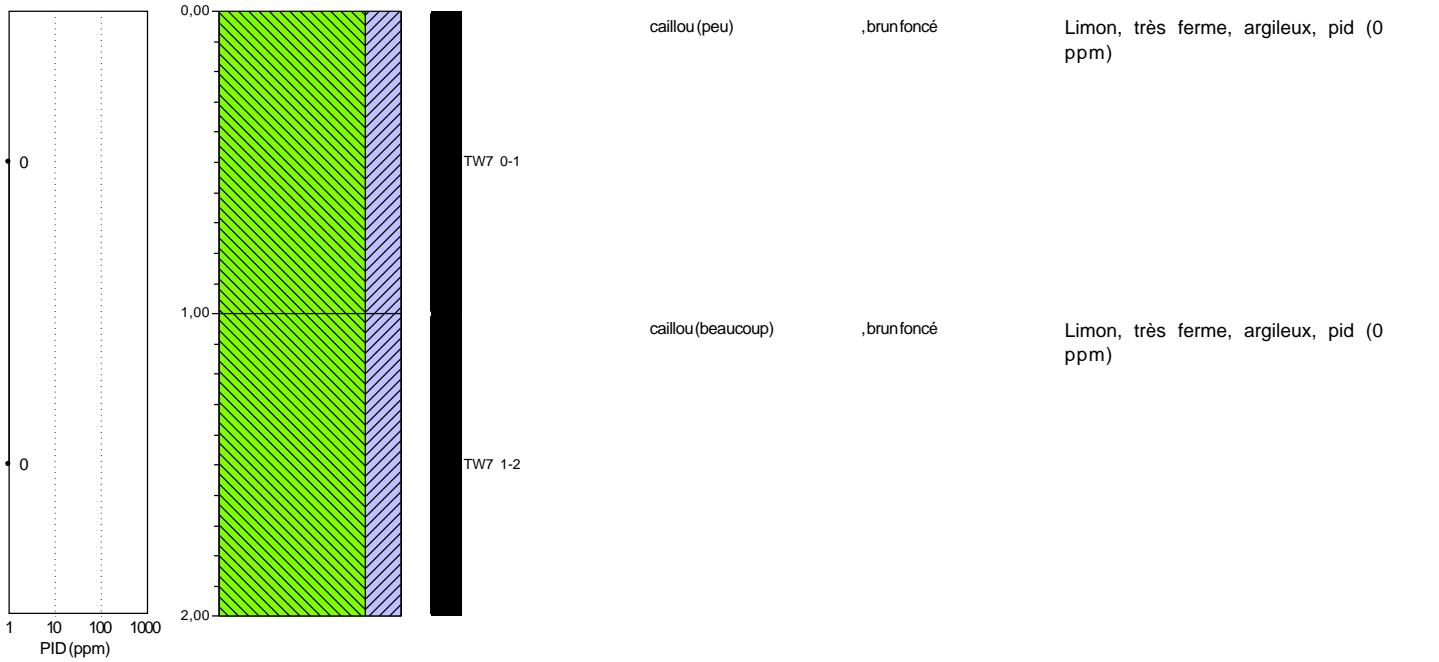 0,00
caillou (peu)
, brun foncé
Limon, très ferme, argileux, pid (0
ppm)
0
TW7 0-1
1,00
caillou (beaucoup)
, brun foncé
Limon, très ferme, argileux, pid (0
ppm)
0
TW7 1-2
2,00
1 10 100 1000
PID (ppm)